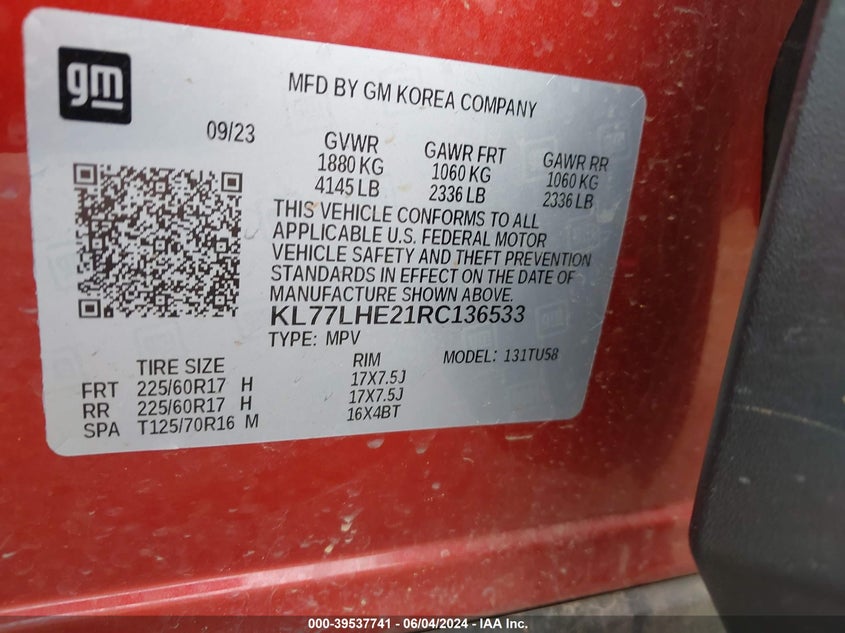 gm
MFD BY GM KOREA COMPANY
09/23
GVWR GAWR FRT GAWR RR
1880 KG 1060 KG 1060 KG
4145 LB 2336 LB 2336 LB
THIS VEHICLE CONFORMS TO ALL
APPLICABLE U.S. FEDERAL MOTOR
VEHICLE SAFETY AND THEFT PREVENTION
STANDARDS IN EFFECT ON THE DATE OF
MANUFACTURE SHOWN ABOVE.
KL77LHE21RC136533
TYPE: MPV MODEL: 131TU58
TIRE SIZE RIM
FRT 225/60R17 H 17X7.5J
RR 225/60R17 H 17X7.5J
SPA T125/70R16 M 16X4BT
000-39537741 - 06/04/2024 - IAA Inc.